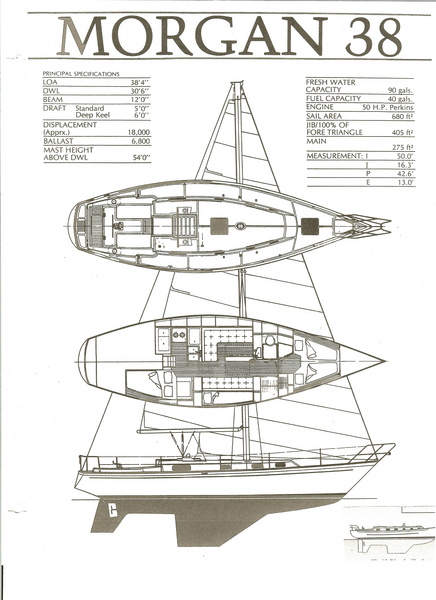 MORGAN 38
PRINCIPAL SPECIFICATIONS
LOA 38'4"
DWL 30'6"
BEAM 12'0"
DRAFT Standard 5'0"
Deep Keel 6'0"
DISPLACEMENT
(Apprx.) 18,000
BALLAST 6,800
MAST HEIGHT
ABOVE DWL 54'0"
FRESH WATER
CAPACITY 90 gals.
FUEL CAPACITY 40 gals.
ENGINE 50 H.P. Perkins
SAIL AREA 680 ft²
JIB/100% OF
FORE TRIANGLE 405 ft²
MAIN
275 ft²
MEASUREMENT: I 50.0'
J 16.3'
P 42.6'
E 13.0'